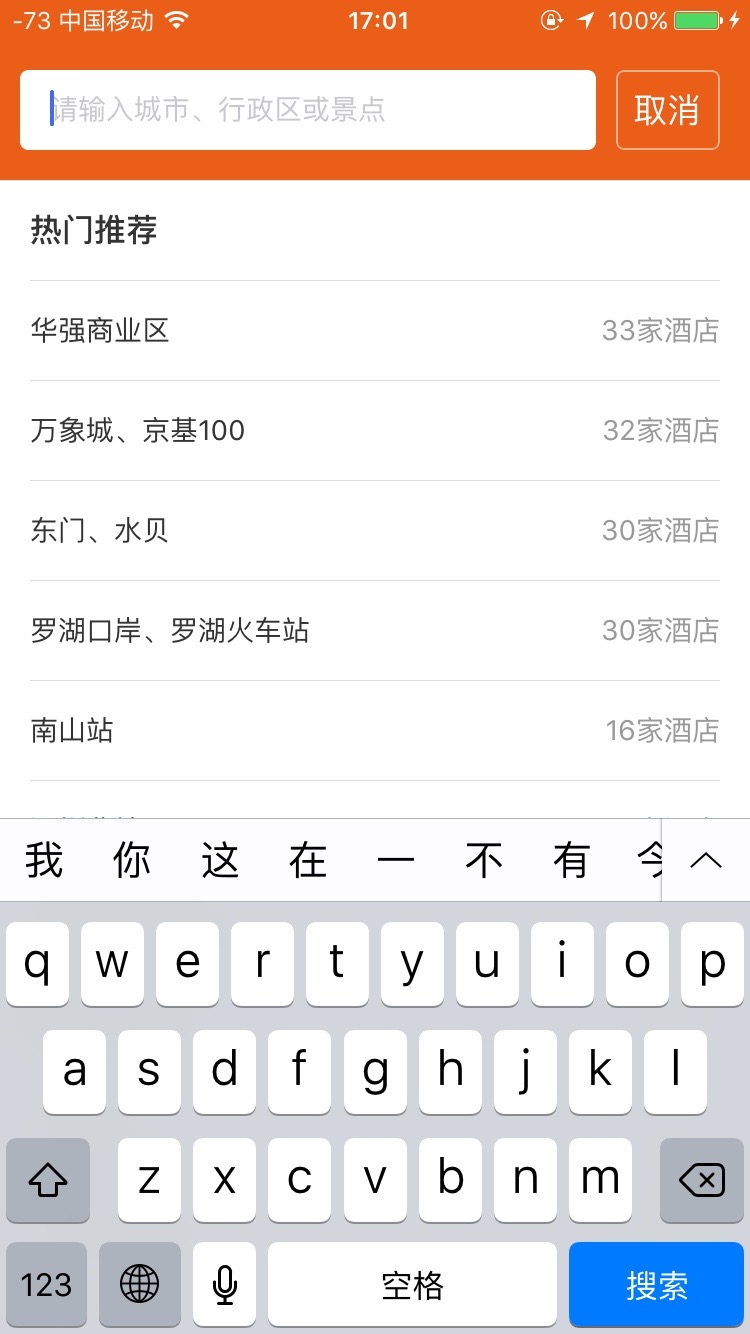 -73 中国移动 17:01 100%
请输入城市、行政区或景点 取消
热门推荐
华强商业区 33家酒店
万象城、京基100 32家酒店
东门、水贝 30家酒店
罗湖口岸、罗湖火车站 30家酒店
南山站 16家酒店
我 你 这 在 一 不 有 今
q w e r t y u i o p
a s d f g h j k l
z x c v b n m
123 空格 搜索